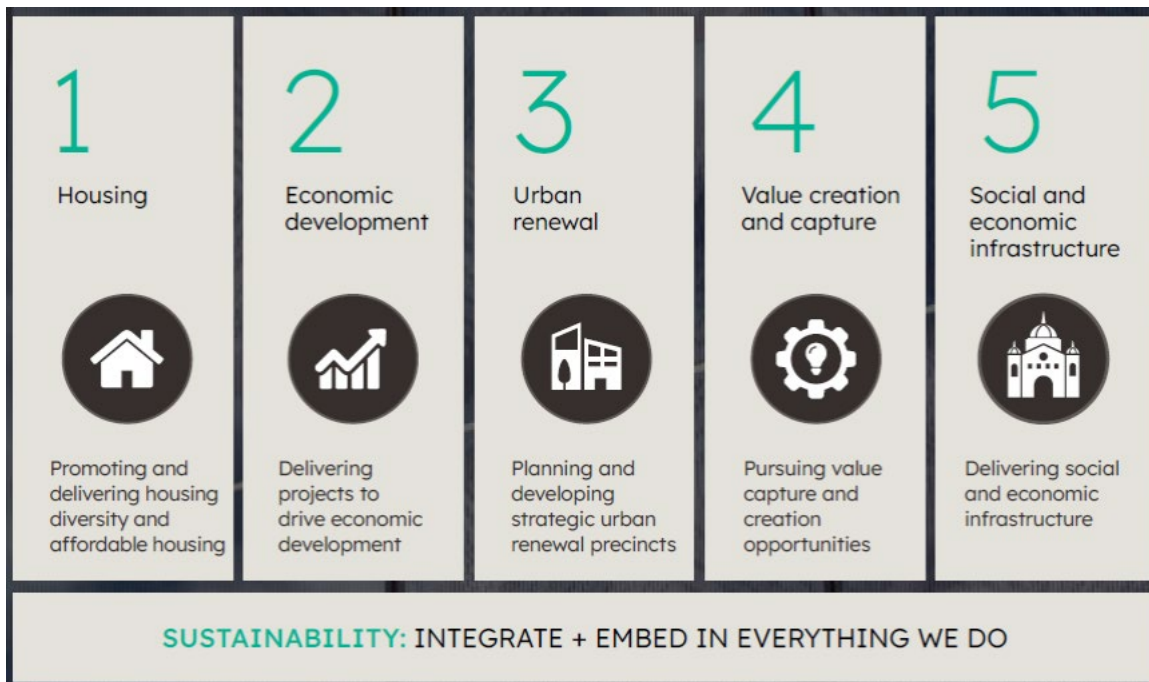 1
Housing
Promoting and
delivering housing
diversity and
affordable housing
2
Economic
development
Delivering
projects to
drive economic
development
3
Urban
renewal
Planning and
developing
strategic urban
renewal precincts
4
Value creation
and capture
Pursuing value
capture and
creation
opportunities
5
Social and
economic
infrastructure
Delivering social
and economic
infrastructure
SUSTAINABILITY: INTEGRATE + EMBED IN EVERYTHING WE DO